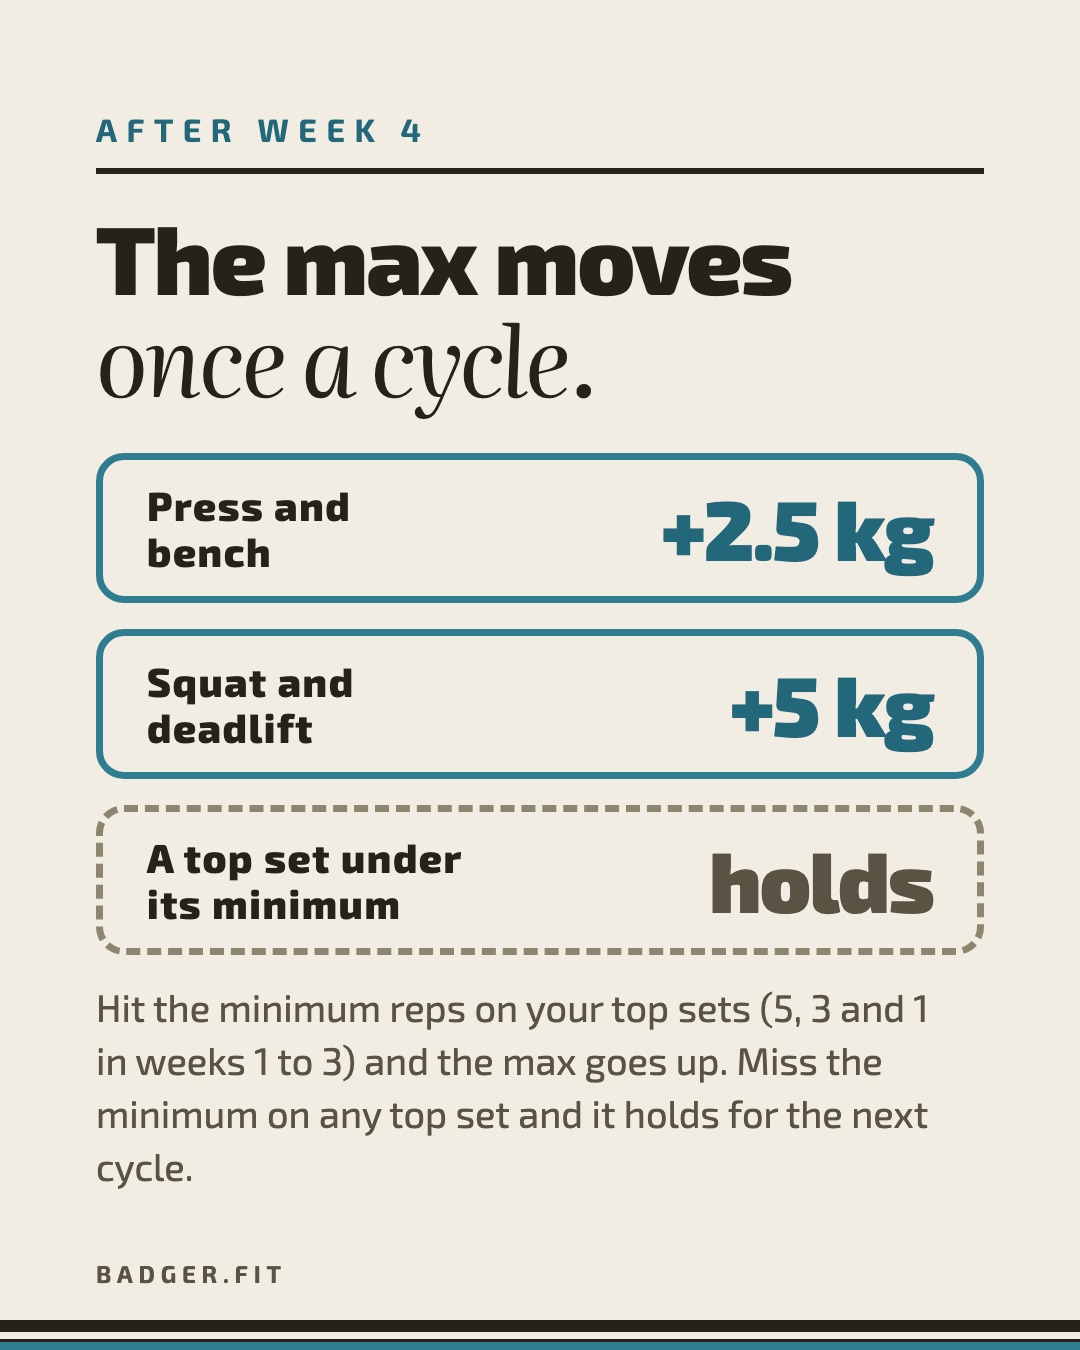 AFTER WEEK 4
The max moves
once a cycle.
Press and
bench
+2.5 kg
Squat and
deadlift
+5 kg
A top set under
its minimum
holds
Hit the minimum reps on your top sets (5, 3 and 1
in weeks 1 to 3) and the max goes up. Miss the
minimum on any top set and it holds for the next
cycle.
BADGER.FIT